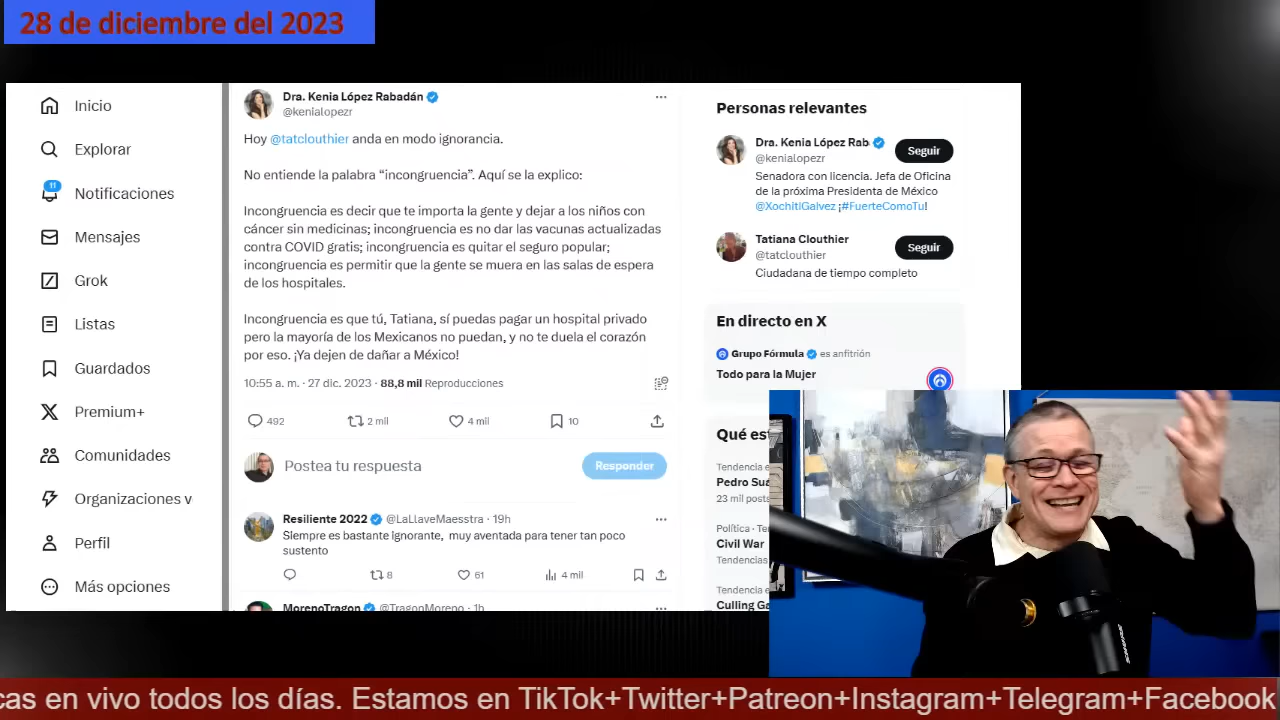 28 de diciembre del 2023
Inicio
Explorar
11
Notificaciones
Mensajes
Grok
Listas
Guardados
Premium+
Comunidades
Organizaciones v
Perfil
Más opciones
Dra. Kenia López Rabadán
@kenialopezr
Hoy @tatclouthier anda en modo ignorancia.
No entiende la palabra “incongruencia”. Aquí se la explico:
Incongruencia es decir que te importa la gente y dejar a los niños con
cáncer sin medicinas; incongruencia es no dar las vacunas actualizadas
contra COVID gratis; incongruencia es quitar el seguro popular;
incongruencia es permitir que la gente se muera en las salas de espera
de los hospitales.
Incongruencia es que tú, Tatiana, sí puedas pagar un hospital privado
pero la mayoría de los Mexicanos no puedan, y no te duela el corazón
por eso. ¡Ya dejen de dañar a México!
10:55 a. m. · 27 dic. 2023 · 88,8 mil Reproducciones
492 2 mil 4 mil 10
Postea tu respuesta
Responder
Resiliente 2022 @LaLlaveMaesstra · 19h
SIempre es bastante Ignorante, muy aventada para tener tan poco
sustento
8 61 4 mil
MorenoTragon @TragonMoreno · 1h
Personas relevantes
Dra. Kenia López Rab
@kenialopezr
Seguir
Senadora con licencia. Jefa de Oficina
de la próxima Presidenta de México
@XochitlGalvez ¡#FuerteComoTu!
Tatiana Clouthier
@tatclouthier
Seguir
Ciudadana de tiempo completo
En directo en X
Grupo Fórmula es anfitrión
Todo para la Mujer
Qué est
Tendencia e
Pedro Sua
23 mil posts
Política · Te
Civil War
Tendencias
Tendencia e
Culling Ga
cas en vivo todos los días. Estamos en TikTok+Twitter+Patreon+Instagram+Telegram+Facebook